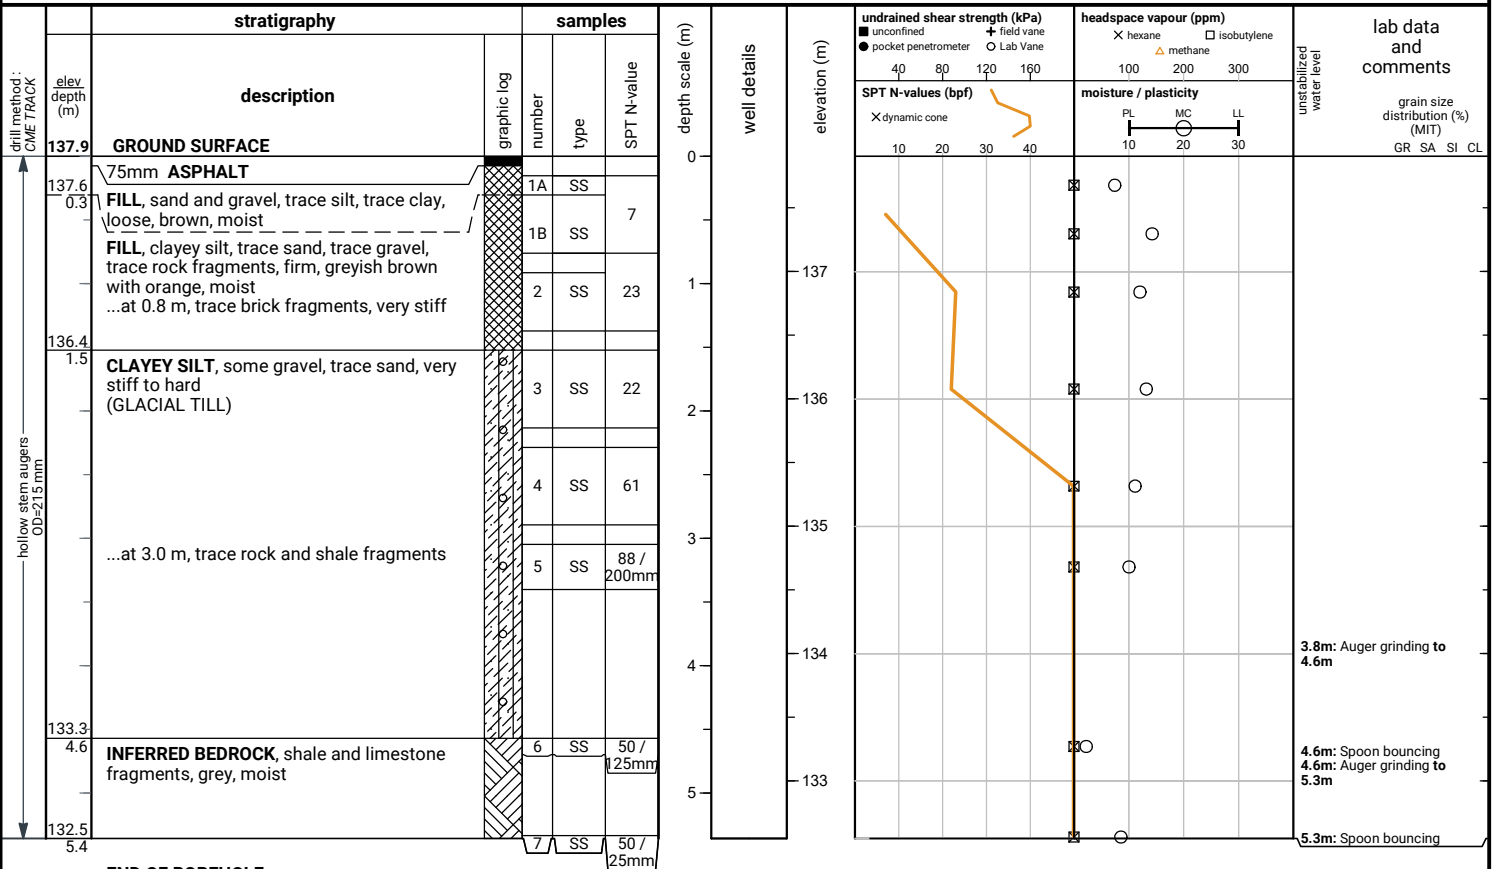 stratigraphy
samples
undrained shear strength (kPa)
unconfined
field vane
pocket penetrometer
Lab Vane
40 80 120 160
headspace vapour (ppm)
hexane
isobutylene
methane
100 200 300
SPT N-values (bpf)
dynamic cone
10 20 30 40
moisture / plasticity
PL MC LL
10 20 30
drill method :
CME TRACK
elev
depth
(m)
description
graphic log
number
type
SPT N-value
depth scale (m)
well details
elevation (m)
unstabilized
water level
lab data
and
comments
grain size
distribution (%)
(MIT)
GR SA SI CL
137.9 GROUND SURFACE
75mm ASPHALT
137.6
0.3
FILL, sand and gravel, trace silt, trace clay,
loose, brown, moist
FILL, clayey silt, trace sand, trace gravel,
trace rock fragments, firm, greyish brown
with orange, moist
...at 0.8 m, trace brick fragments, very stiff
136.4
1.5
CLAYEY SILT, some gravel, trace sand, very
stiff to hard
(GLACIAL TILL)
...at 3.0 m, trace rock and shale fragments
133.3
4.6
INFERRED BEDROCK, shale and limestone
fragments, grey, moist
132.5
5.4
END OF BOREHOLE
hollow stem augers
OD=215 mm
1A SS
7
1B SS
2 SS 23
3 SS 22
4 SS 61
5 SS 88 /
200mm
6 SS 50 /
125mm
7 SS 50 /
25mm
0
1
2
3
4
5
137
136
135
134
133
3.8m: Auger grinding to
4.6m
4.6m: Spoon bouncing
4.6m: Auger grinding to
5.3m
5.3m: Spoon bouncing